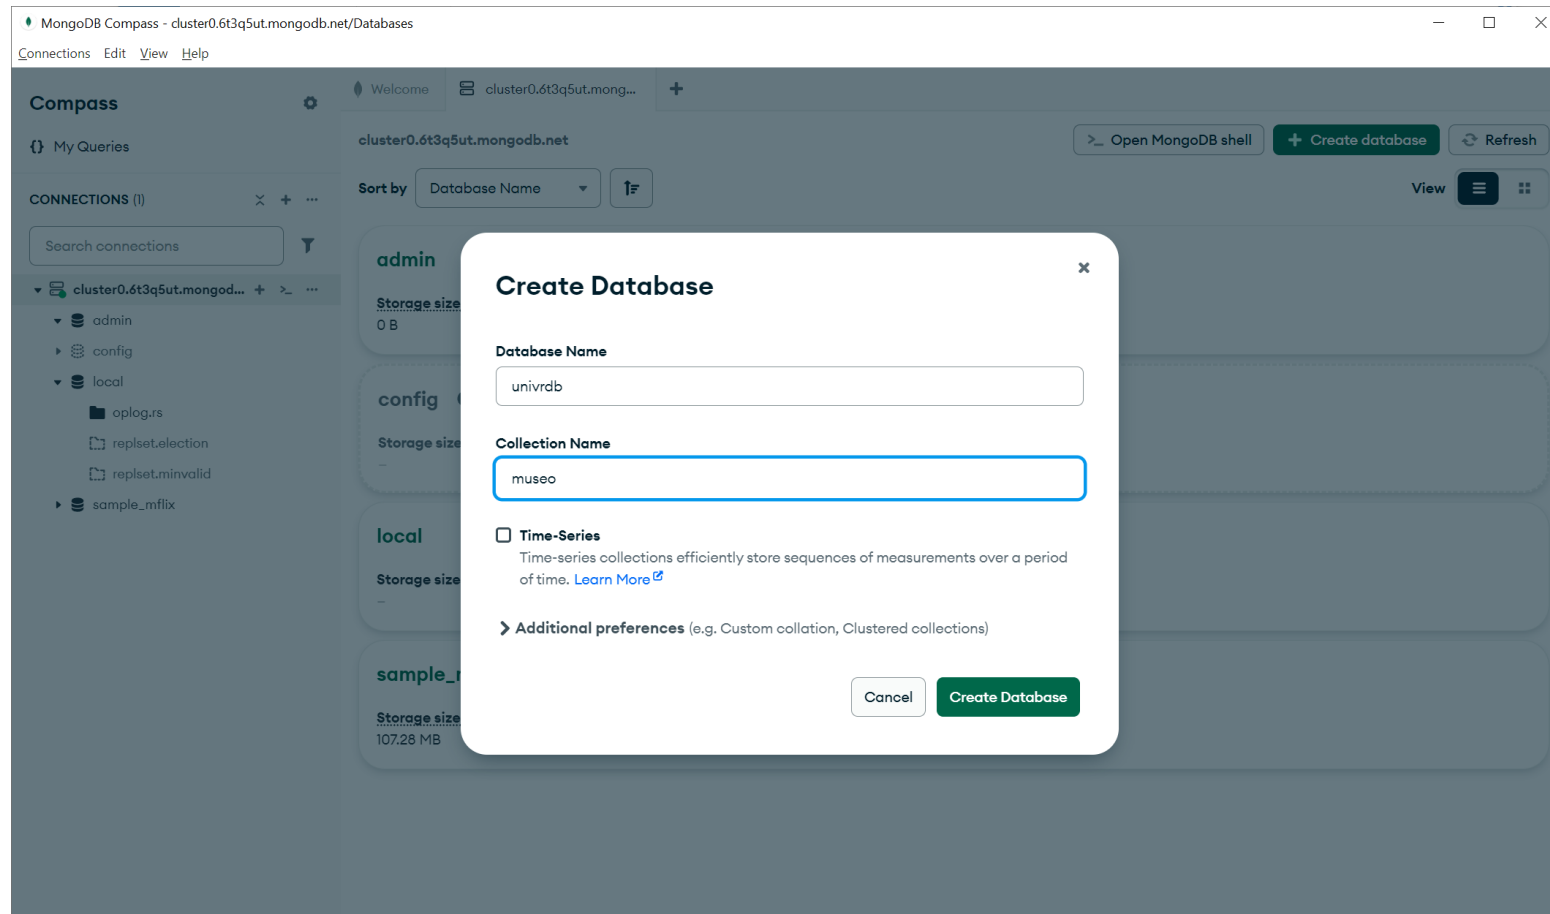 MongoDB Compass - cluster0.6t3q5ut.mongodb.net/Databases
Connections Edit View Help
Compass
{} My Queries
CONNECTIONS (1)
Search connections
cluster0.6t3q5ut.mongod...
admin
config
local
oplog.rs
replset.election
replset.minvalid
sample_mflix
Welcome
cluster0.6t3q5ut.mong...
cluster0.6t3q5ut.mongodb.net
>_ Open MongoDB shell
+ Create database
Refresh
Sort by
Database Name
View
admin
Storage size
0 B
config
Storage size
–
local
Storage size
–
sample_
Storage size
107.28 MB
Create Database
Database Name
univrdb
Collection Name
museo
Time-Series
Time-series collections efficiently store sequences of measurements over a period
of time. Learn More
Additional preferences (e.g. Custom collation, Clustered collections)
Cancel
Create Database